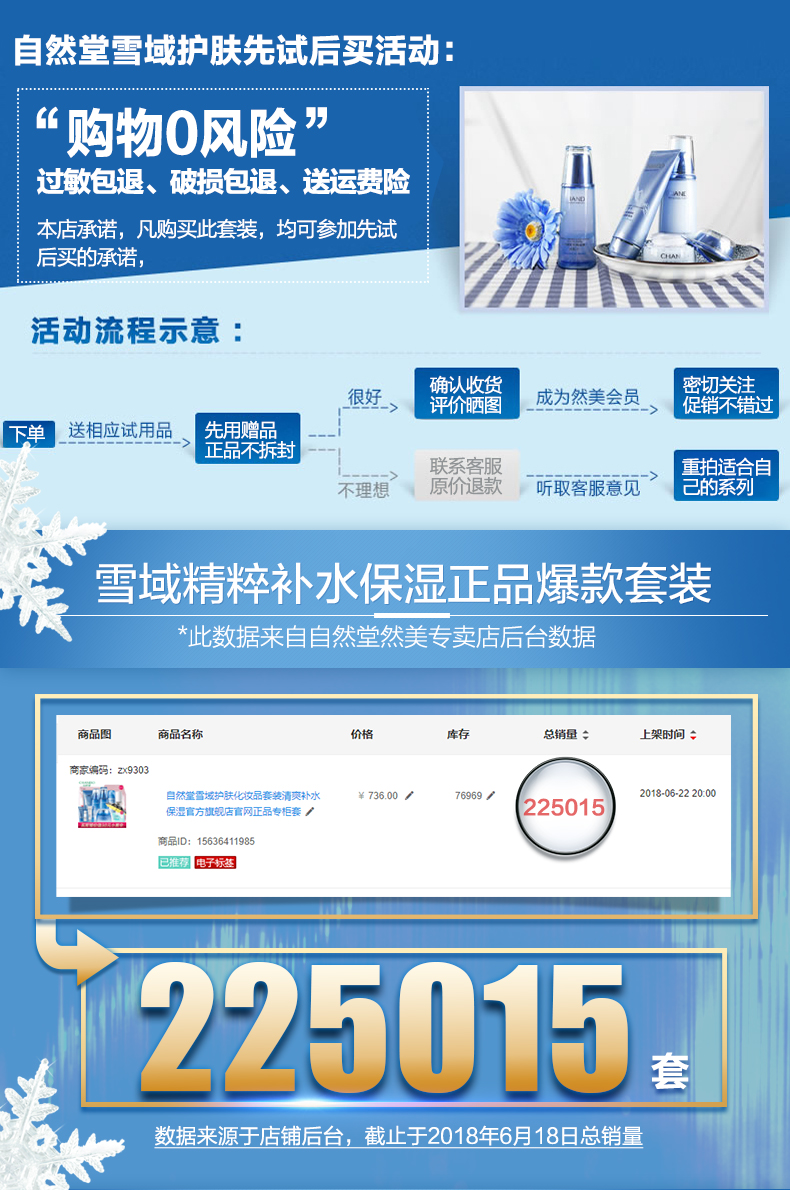 自然堂雪域护肤先试后买活动：
“购物0风险”
过敏包退、破损包退、送运费险
本店承诺，凡购买此套装，均可参加先试
后买的承诺，
CHAN
活动流程示意：
下单
送相应试用品
先用赠品
正品不拆封
很好
确认收货
评价晒图
成为然美会员
密切关注
促销不错过
不理想
联系客服
原价退款
听取客服意见
重拍适合自
己的系列
雪域精粹补水保湿正品爆款套装
*此数据来自自然堂然美专卖店后台数据
商品图 商品名称 价格 库存 总销量 上架时间
商家编码：zx9303
自然堂雪域护肤化妆品套装清爽补水
保湿官方旗舰店官网正品专柜套
¥ 736.00 76969 225015 2018-06-22 20:00
商品ID：15636411985
已推荐 电子标签
225015 套
数据来源于店铺后台，截止于2018年6月18日总销量